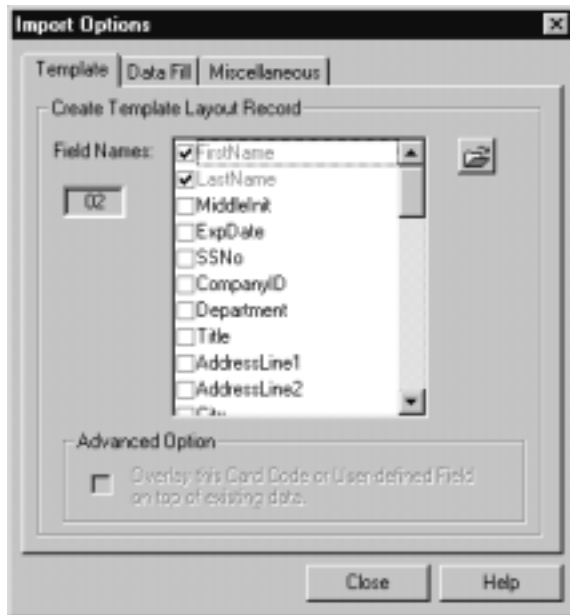 Import Options
Template Data Fill Miscellaneous
Create Template Layout Record
Field Names:
02
FirstName
LastName
MiddleInit
ExpDate
SSNo
CompanyID
Department
Title
AddressLine1
AddressLine2
City
Advanced Option
Overlay this Card Code or User-defined Field
on top of existing data.
Close Help